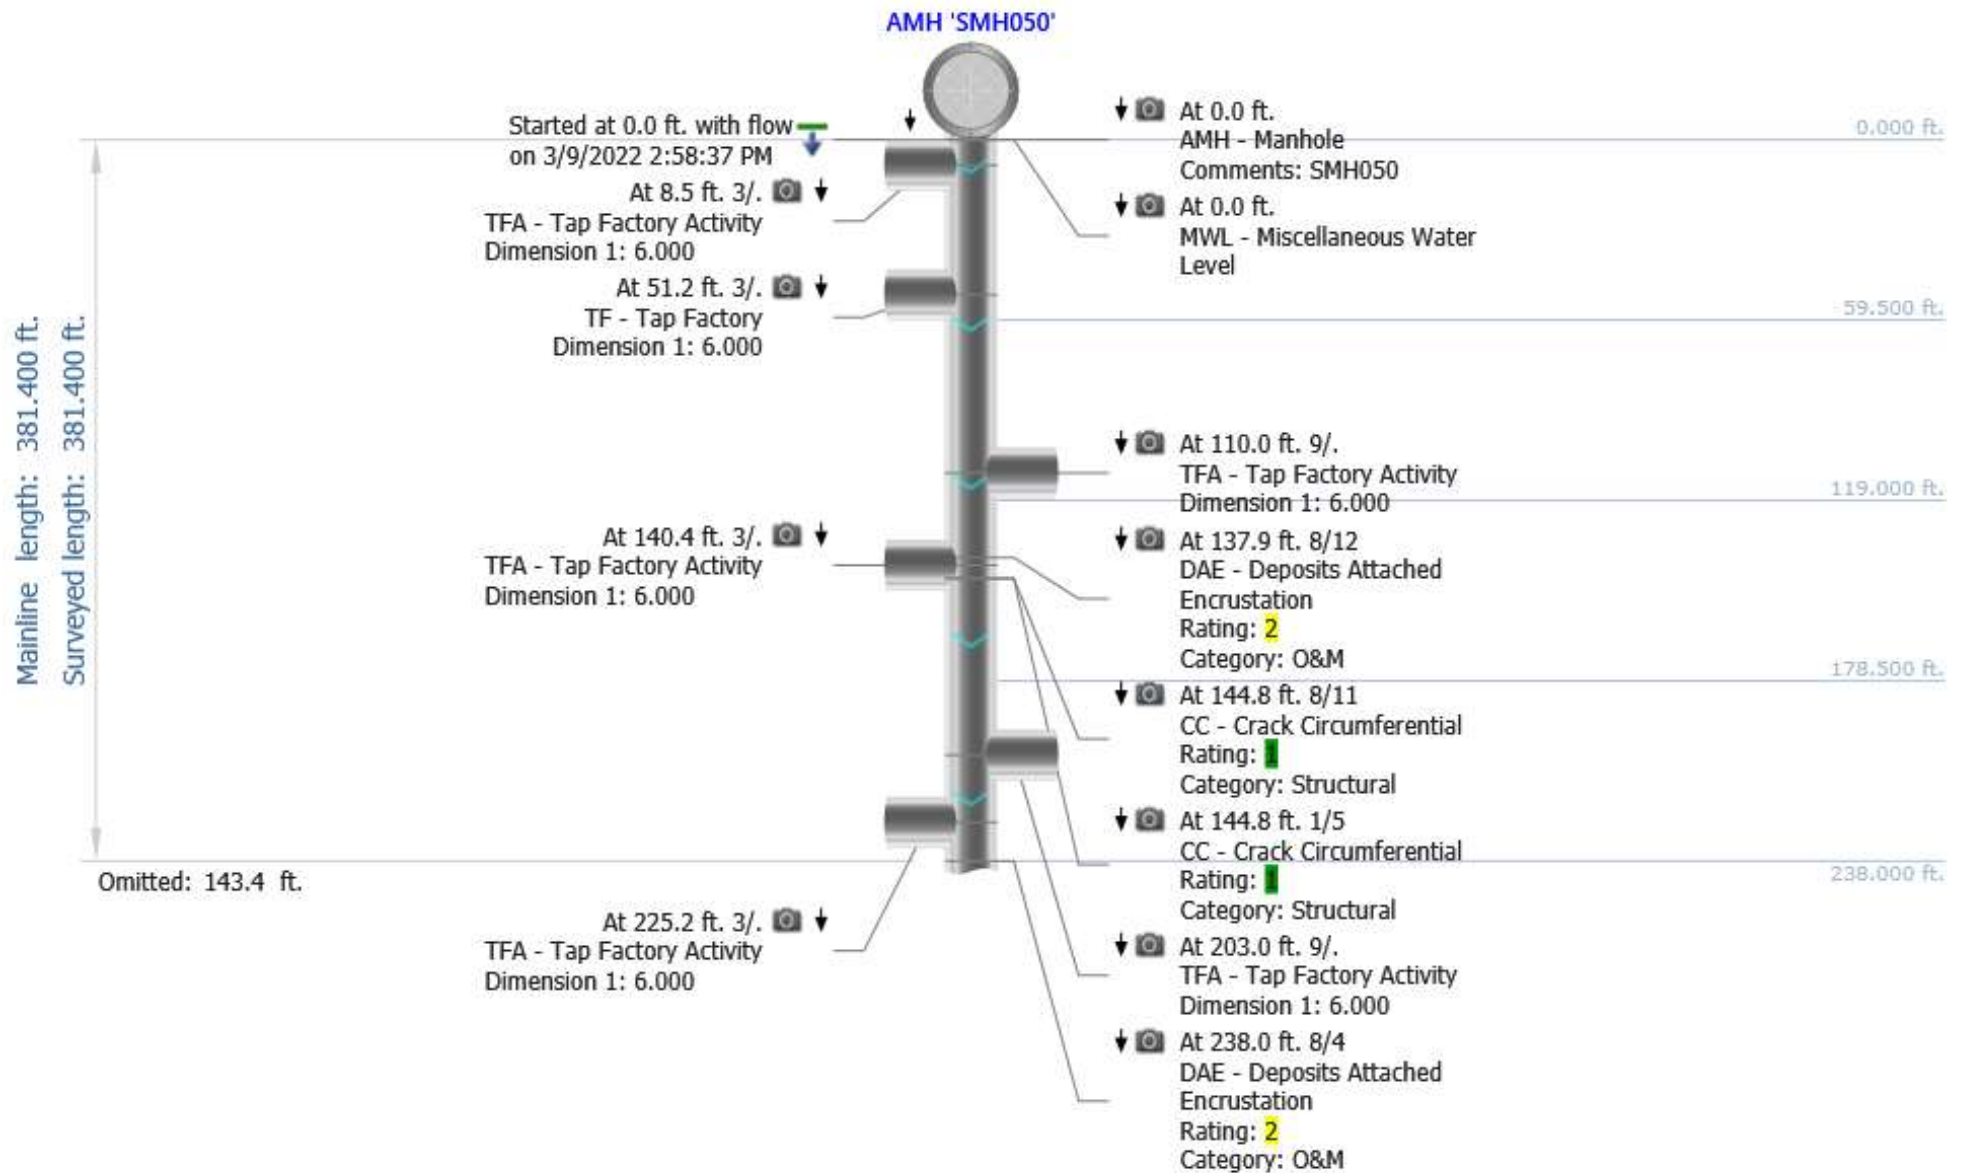 AMH 'SMH050'
Started at 0.0 ft. with flow
on 3/9/2022 2:58:37 PM
At 8.5 ft. 3/.
TFA - Tap Factory Activity
Dimension 1: 6.000
At 51.2 ft. 3/.
TF - Tap Factory
Dimension 1: 6.000
At 140.4 ft. 3/.
TFA - Tap Factory Activity
Dimension 1: 6.000
At 225.2 ft. 3/.
TFA - Tap Factory Activity
Dimension 1: 6.000
Mainline length: 381.400 ft.
Surveyed length: 381.400 ft.
Omitted: 143.4 ft.
At 0.0 ft.
AMH - Manhole
Comments: SMH050
At 0.0 ft.
MWL - Miscellaneous Water
Level
At 110.0 ft. 9/.
TFA - Tap Factory Activity
Dimension 1: 6.000
At 137.9 ft. 8/12
DAE - Deposits Attached
Encrustation
Rating: 2
Category: O&M
At 144.8 ft. 8/11
CC - Crack Circumferential
Rating: 1
Category: Structural
At 144.8 ft. 1/5
CC - Crack Circumferential
Rating: 1
Category: Structural
At 203.0 ft. 9/.
TFA - Tap Factory Activity
Dimension 1: 6.000
At 238.0 ft. 8/4
DAE - Deposits Attached
Encrustation
Rating: 2
Category: O&M
0.000 ft.
59.500 ft.
119.000 ft.
178.500 ft.
238.000 ft.